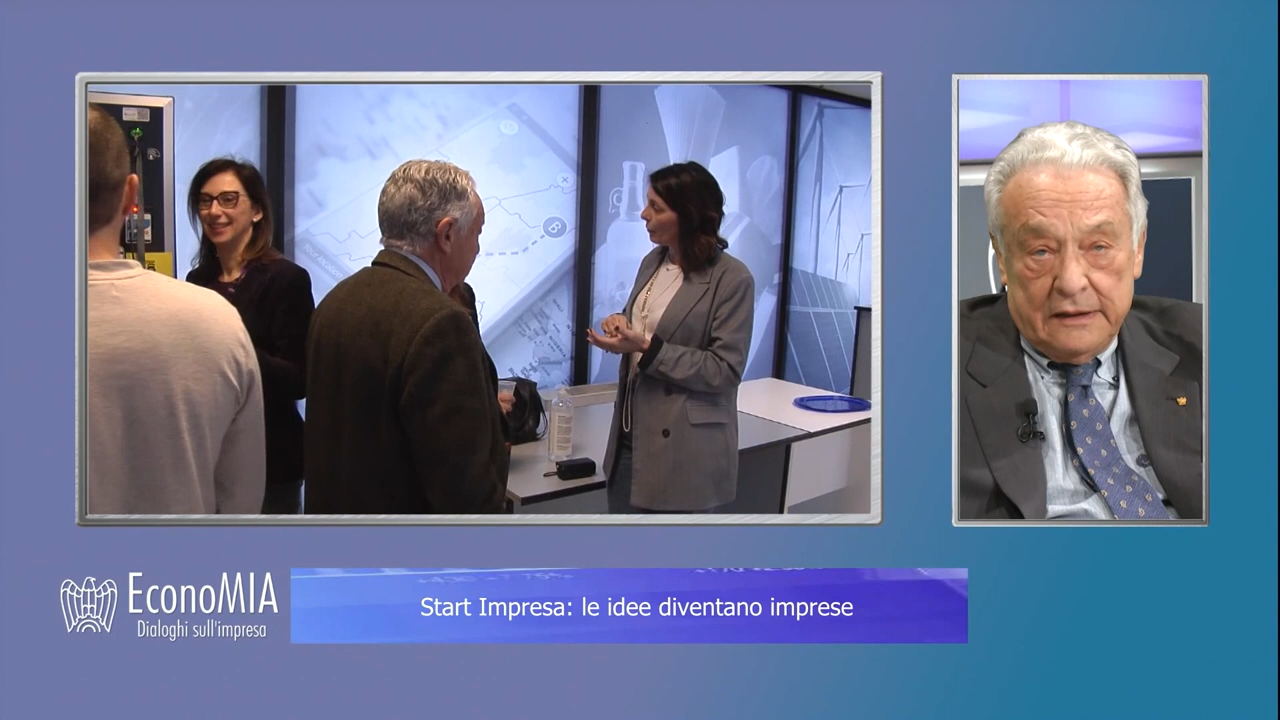 B
EconoMIA
Dialoghi sull'impresa
Start Impresa: le idee diventano imprese